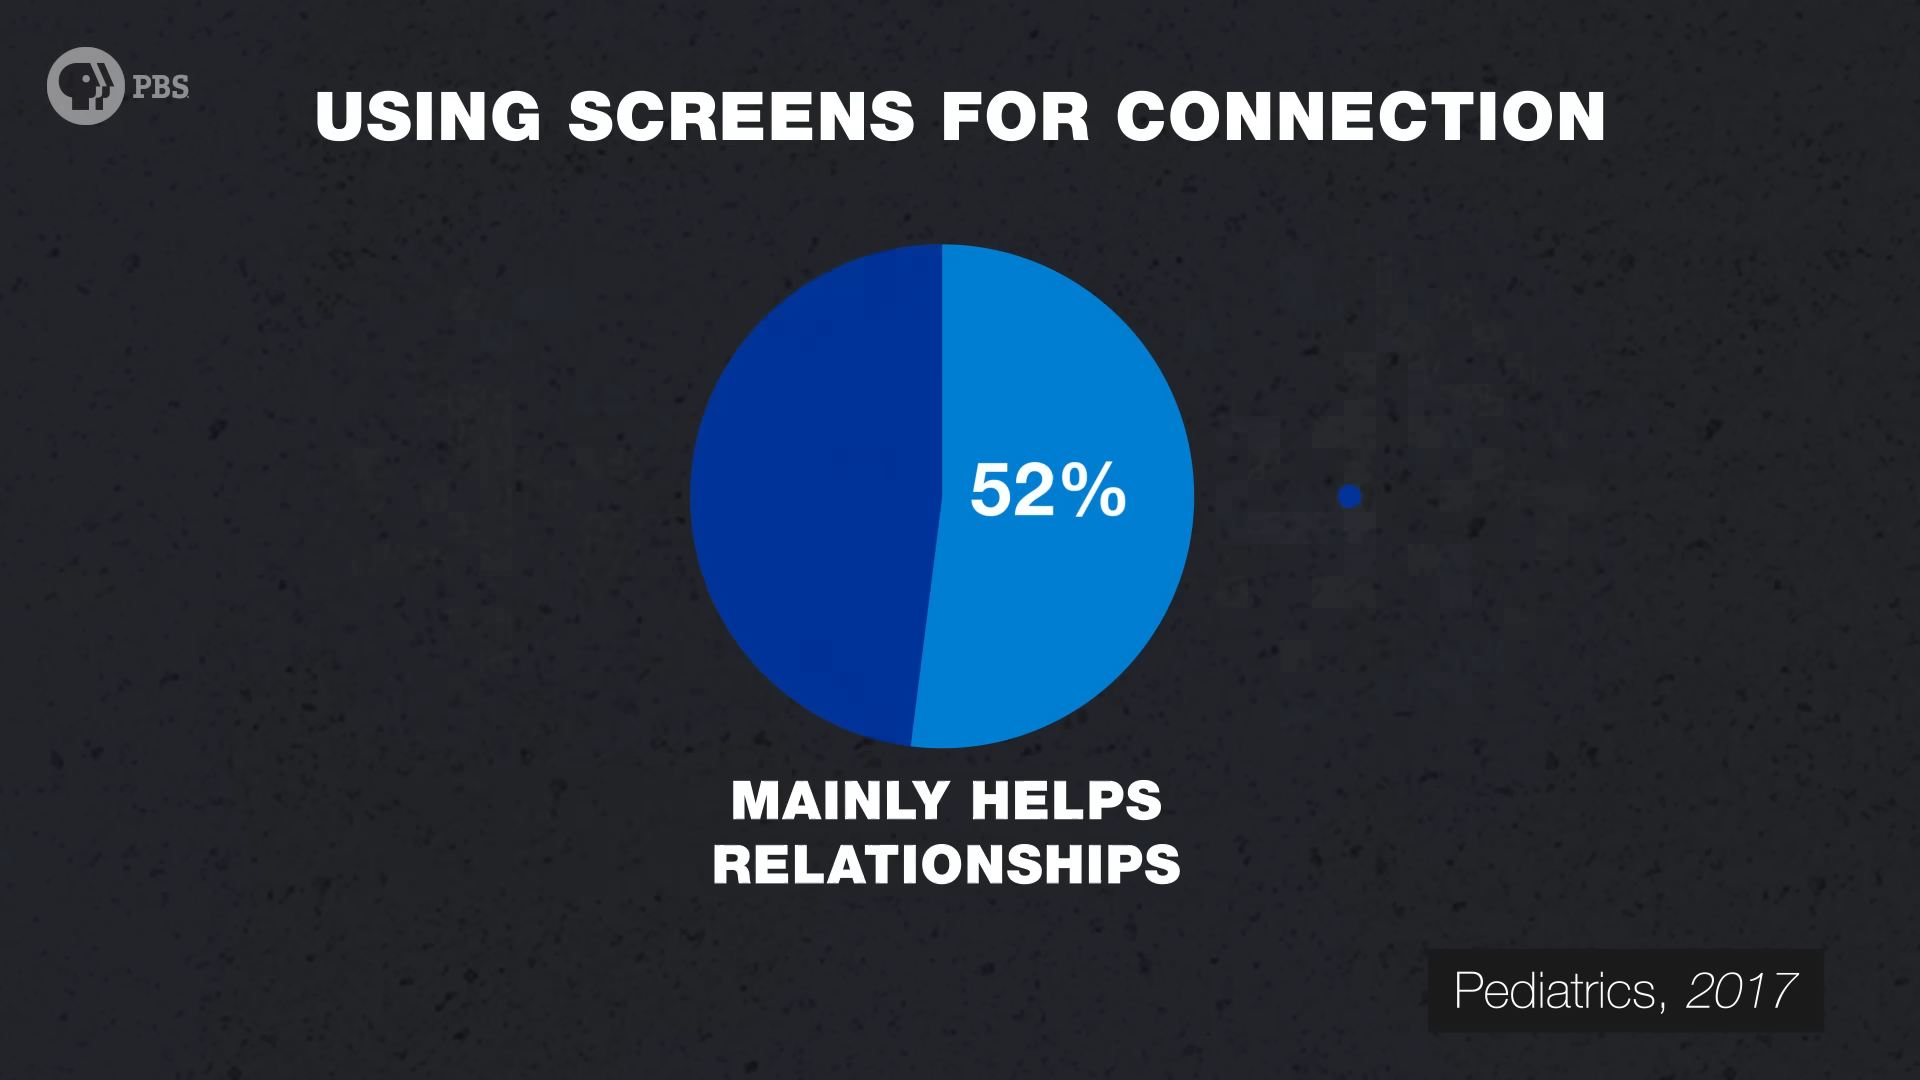 PBS
USING SCREENS FOR CONNECTION
52%
MAINLY HELPS
RELATIONSHIPS
Pediatrics, 2017